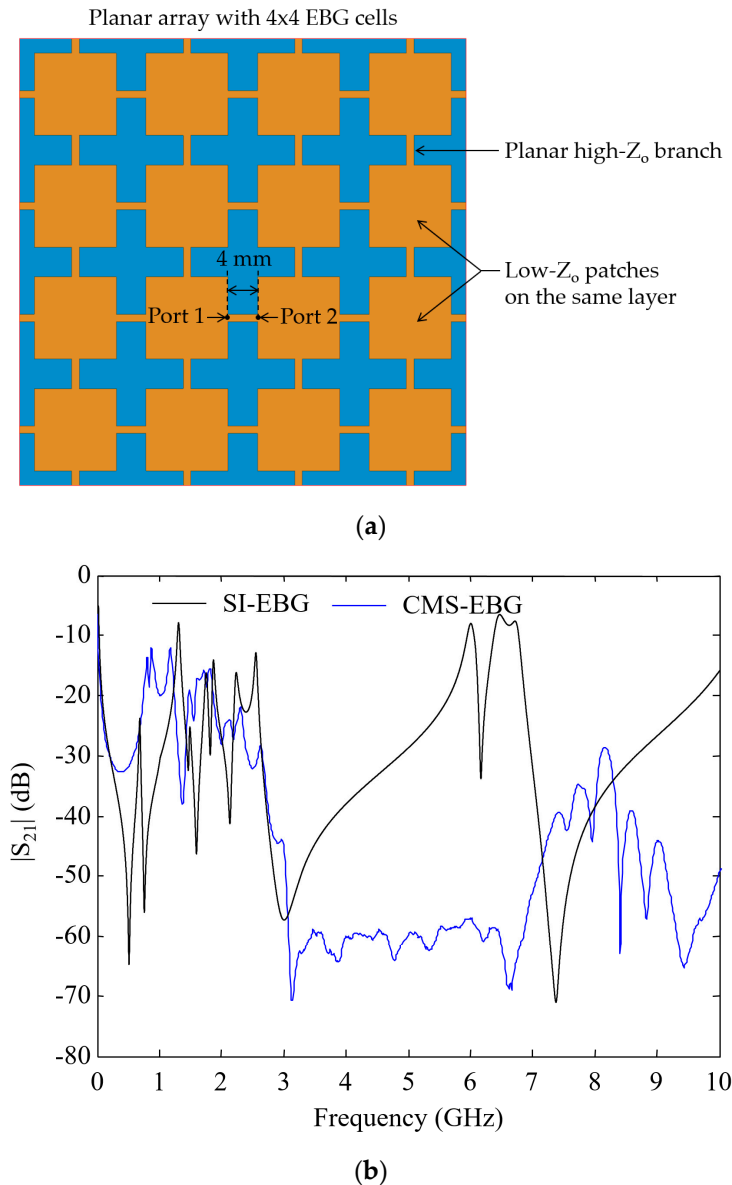 Planar array with 4x4 EBG cells
Planar high-Zo branch
4 mm
Low-Zo patches
on the same layer
Port 1
Port 2
(a)
SI-EBG
CMS-EBG
0
-10
-20
-30
-40
-50
-60
-70
-80
|S21| (dB)
0 1 2 3 4 5 6 7 8 9 10
Frequency (GHz)
(b)